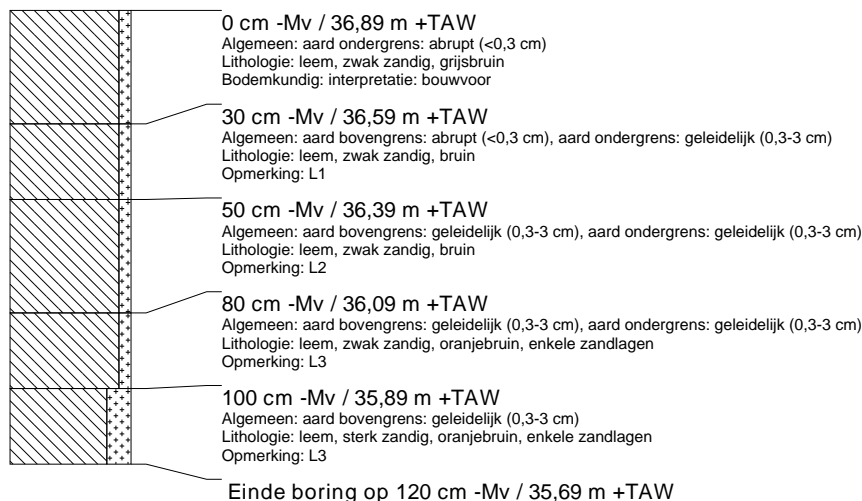 0 cm -Mv / 36,89 m +TAW
Algemeen: aard ondergrens: abrupt (<0,3 cm)
Lithologie: leem, zwak zandig, grijsbruin
Bodemkundig: interpretatie: bouwvoor
30 cm -Mv / 36,59 m +TAW
Algemeen: aard bovengrens: abrupt (<0,3 cm), aard ondergrens: geleidelijk (0,3-3 cm)
Lithologie: leem, zwak zandig, bruin
Opmerking: L1
50 cm -Mv / 36,39 m +TAW
Algemeen: aard bovengrens: geleidelijk (0,3-3 cm), aard ondergrens: geleidelijk (0,3-3 cm)
Lithologie: leem, zwak zandig, bruin
Opmerking: L2
80 cm -Mv / 36,09 m +TAW
Algemeen: aard bovengrens: geleidelijk (0,3-3 cm), aard ondergrens: geleidelijk (0,3-3 cm)
Lithologie: leem, zwak zandig, oranjebruin, enkele zandlagen
Opmerking: L3
100 cm -Mv / 35,89 m +TAW
Algemeen: aard bovengrens: geleidelijk (0,3-3 cm)
Lithologie: leem, sterk zandig, oranjebruin, enkele zandlagen
Opmerking: L3
Einde boring op 120 cm -Mv / 35,69 m +TAW